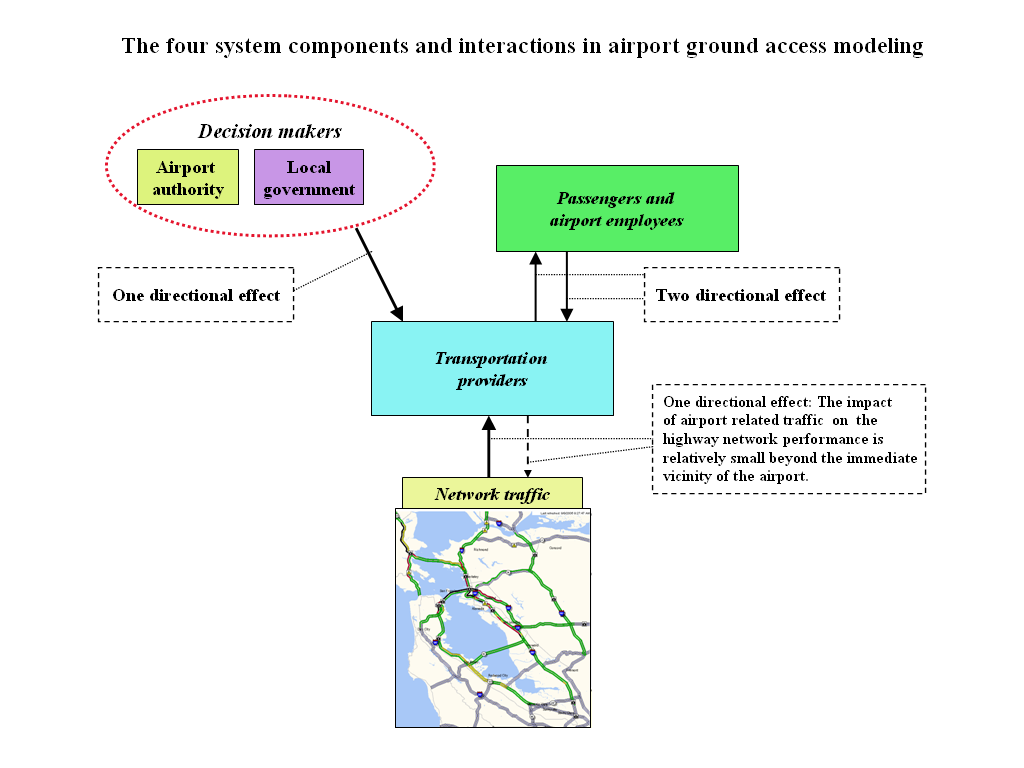 The four system components and interactions in airport ground access modeling
Decision makers
Airport
authority
Local
government
Passengers and
airport employees
One directional effect
Two directional effect
Transportation
providers
One directional effect: The impact
of airport related traffic on the
highway network performance is
relatively small beyond the immediate
vicinity of the airport.
Network traffic
Richmond